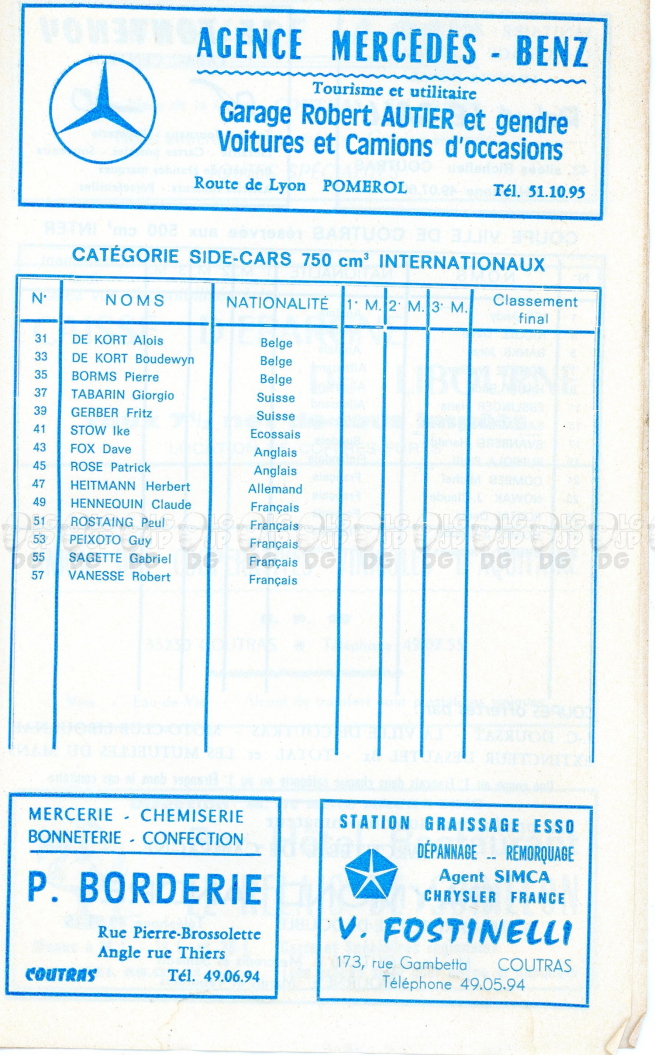 AGENCE MERCÉDÈS - BENZ
Tourisme et utilitaire
Garage Robert AUTIER et gendre
Voitures et Camions d'occasions
Route de Lyon POMEROL Tél. 51.10.95
CATÉGORIE SIDE-CARS 750 cm³ INTERNATIONAUX
N° NOMS NATIONALITÉ 1e M. 2e M. 3e M. Classement final
31 DE KORT Alois Belge
33 DE KORT Boudewyn Belge
35 BORMS Pierre Belge
37 TABARIN Giorgio Suisse
39 GERBER Fritz Suisse
41 STOW Ike Ecossais
43 FOX Dave Anglais
45 ROSE Patrick Anglais
47 HEITMANN Herbert Allemand
49 HENNEQUIN Claude Français
51 ROSTAING Paul Français
53 PEIXOTO Guy Français
55 SAGETTE Gabriel Français
57 VANESSE Robert Français
MERCERIE - CHEMISERIE
BONNETERIE - CONFECTION
P. BORDERIE
Rue Pierre-Brossolette
Angle rue Thiers
COUTRAS Tél. 49.06.94
STATION GRAISSAGE ESSO
DÉPANNAGE -- REMORQUAGE
Agent SIMCA
CHRYSLER FRANCE
V. FOSTINELLI
173, rue Gambetta COUTRAS
Téléphone 49.05.94